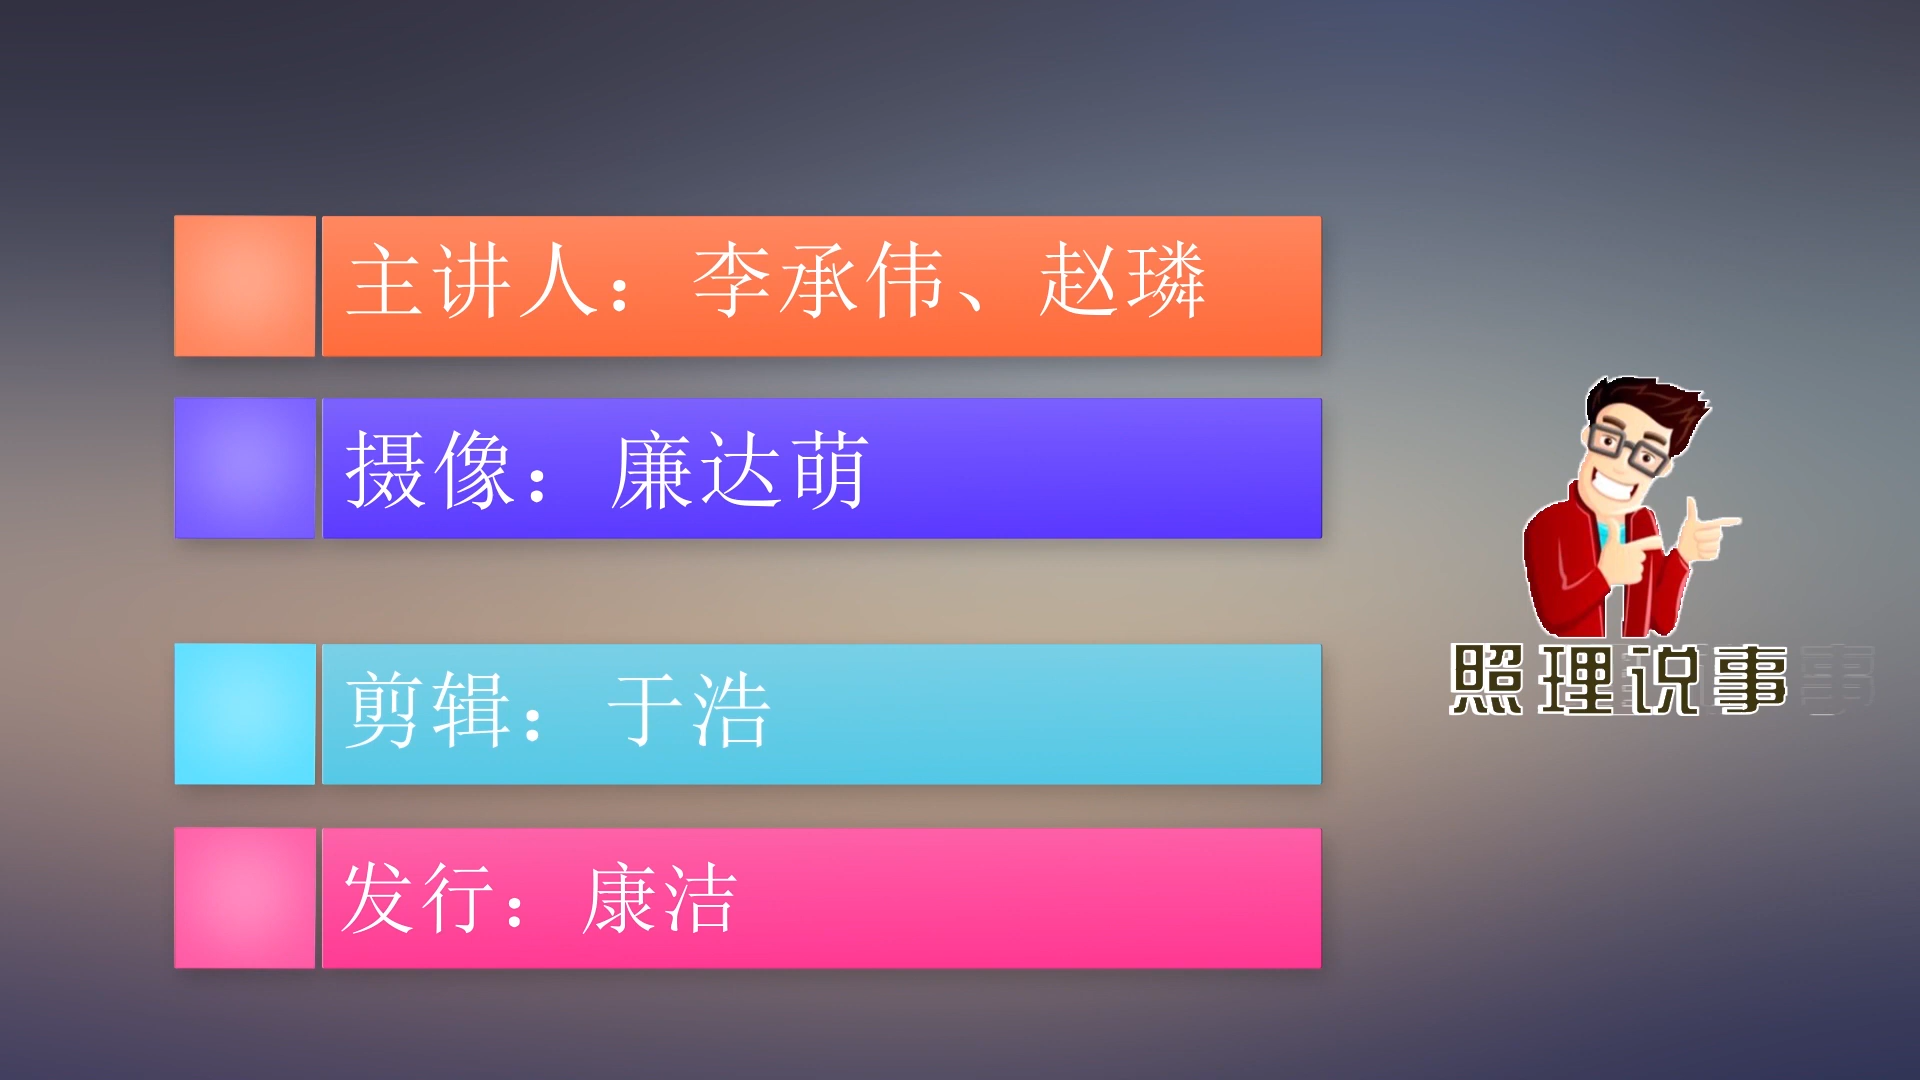 主讲人：李承伟、赵璘
摄像：廉达萌
剪辑：于浩
发行：康洁
照理说事